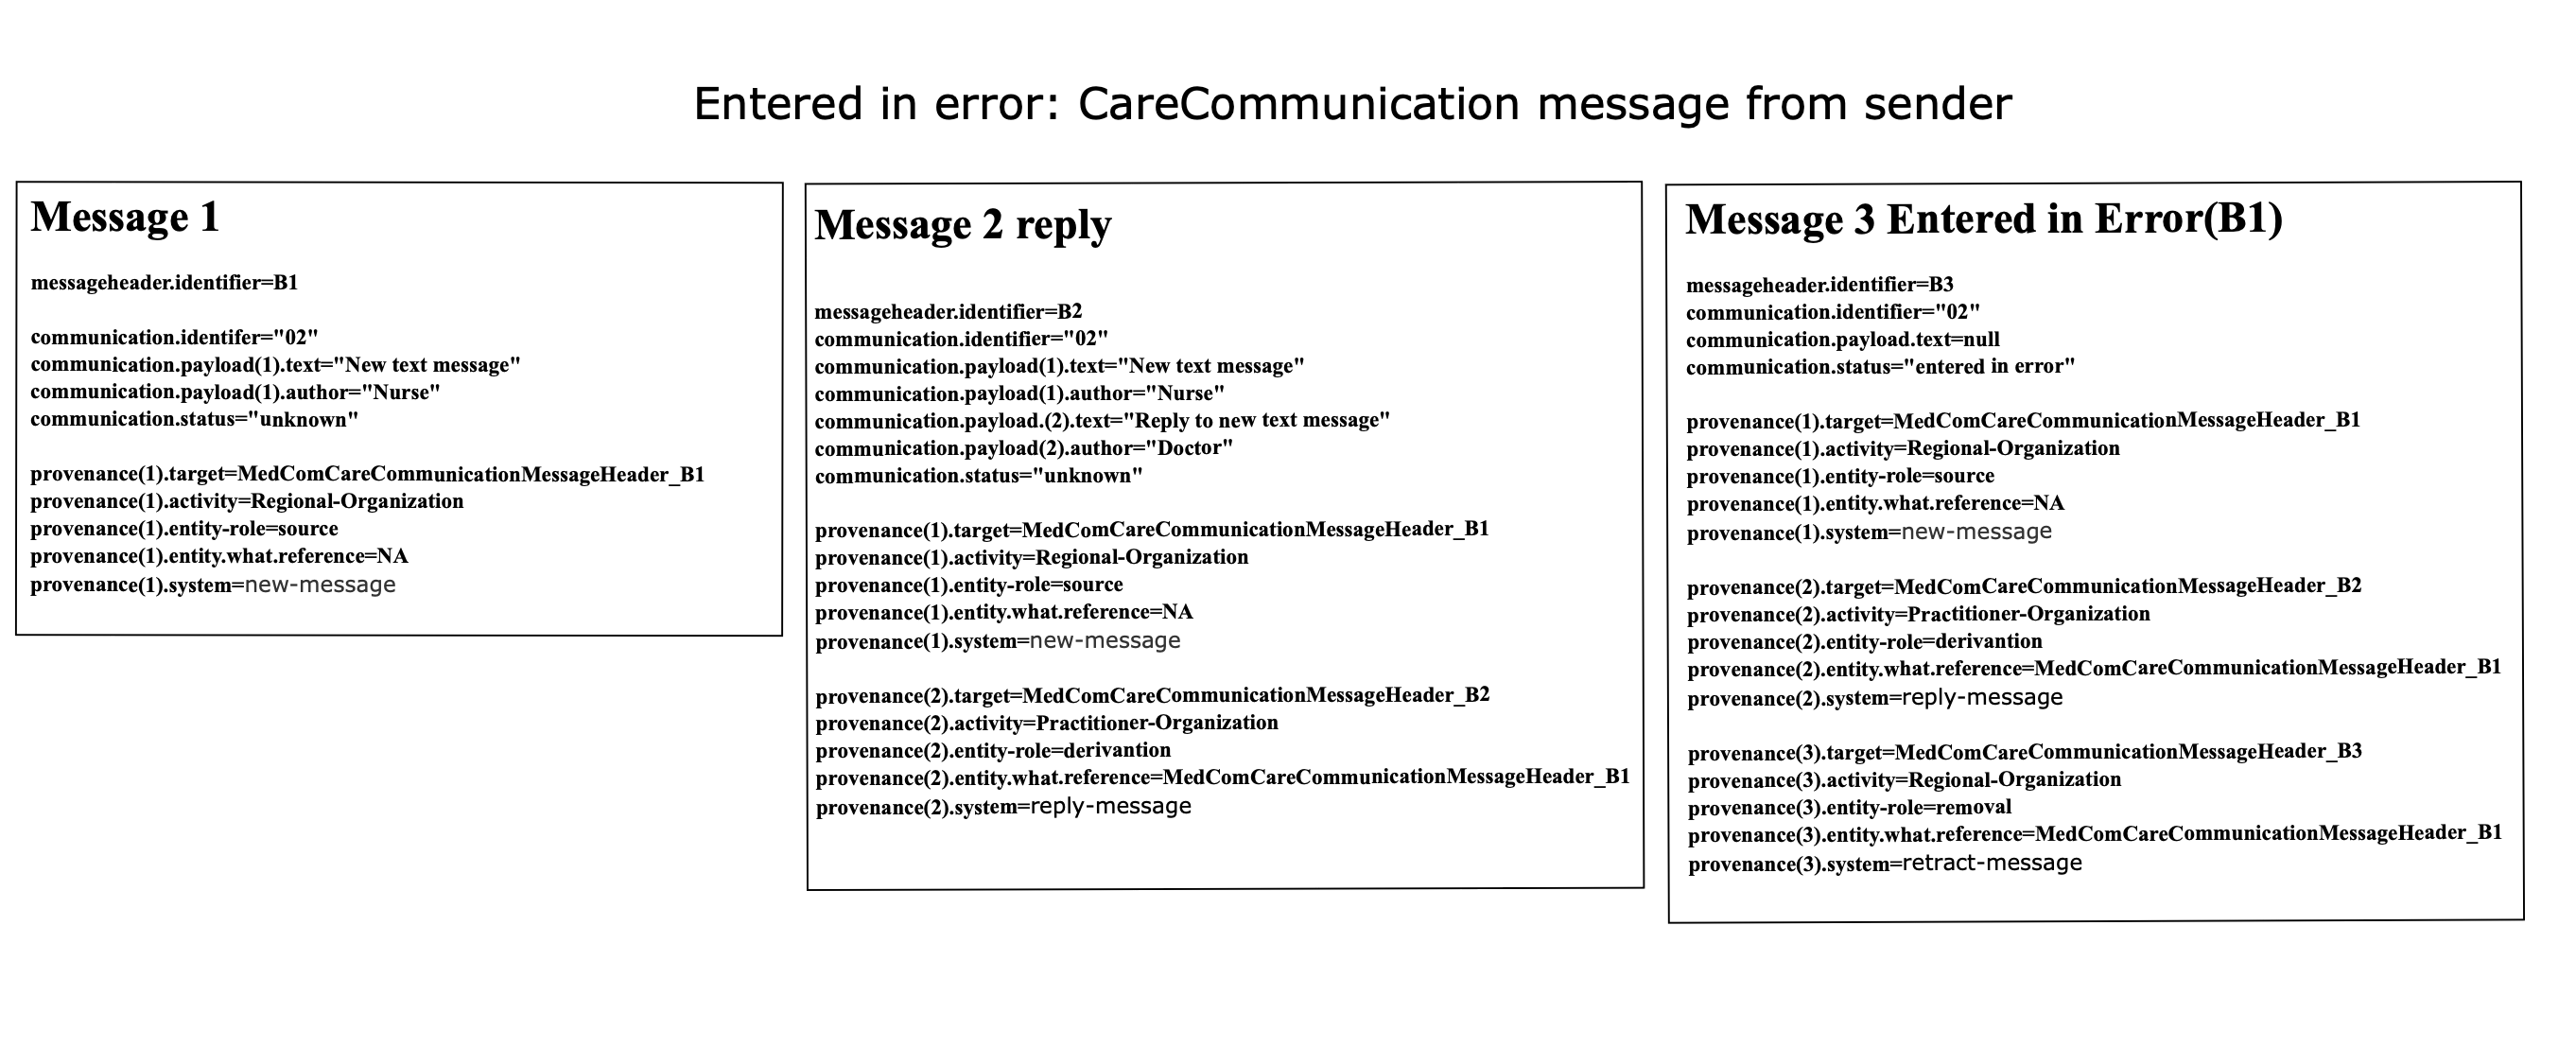 Entered in error: CareCommunication message from sender
Message 1
messageheader.identifier=B1
communication.identifer="02"
communication.payload(1).text="New text message"
communication.payload(1).author="Nurse"
communication.status="unknown"
provenance(1).target=MedComCareCommunicationMessageHeader_B1
provenance(1).activity=Regional-Organization
provenance(1).entity-role=source
provenance(1).entity.what.reference=NA
provenance(1).system=new-message
Message 2 reply
messageheader.identifier=B2
communication.identifier="02"
communication.payload(1).text="New text message"
communication.payload(1).author="Nurse"
communication.payload.(2).text="Reply to new text message"
communication.payload(2).author="Doctor"
communication.status="unknown"
provenance(1).target=MedComCareCommunicationMessageHeader_B1
provenance(1).activity=Regional-Organization
provenance(1).entity-role=source
provenance(1).entity.what.reference=NA
provenance(1).system=new-message
provenance(2).target=MedComCareCommunicationMessageHeader_B2
provenance(2).activity=Practitioner-Organization
provenance(2).entity-role=derivantion
provenance(2).entity.what.reference=MedComCareCommunicationMessageHeader_B1
provenance(2).system=reply-message
Message 3 Entered in Error(B1)
messageheader.identifier=B3
communication.identifier="02"
communication.payload.text=null
communication.status="entered in error"
provenance(1).target=MedComCareCommunicationMessageHeader_B1
provenance(1).activity=Regional-Organization
provenance(1).entity-role=source
provenance(1).entity.what.reference=NA
provenance(1).system=new-message
provenance(2).target=MedComCareCommunicationMessageHeader_B2
provenance(2).activity=Practitioner-Organization
provenance(2).entity-role=derivantion
provenance(2).entity.what.reference=MedComCareCommunicationMessageHeader_B1
provenance(2).system=reply-message
provenance(3).target=MedComCareCommunicationMessageHeader_B3
provenance(3).activity=Regional-Organization
provenance(3).entity-role=removal
provenance(3).entity.what.reference=MedComCareCommunicationMessageHeader_B1
provenance(3).system=retract-message